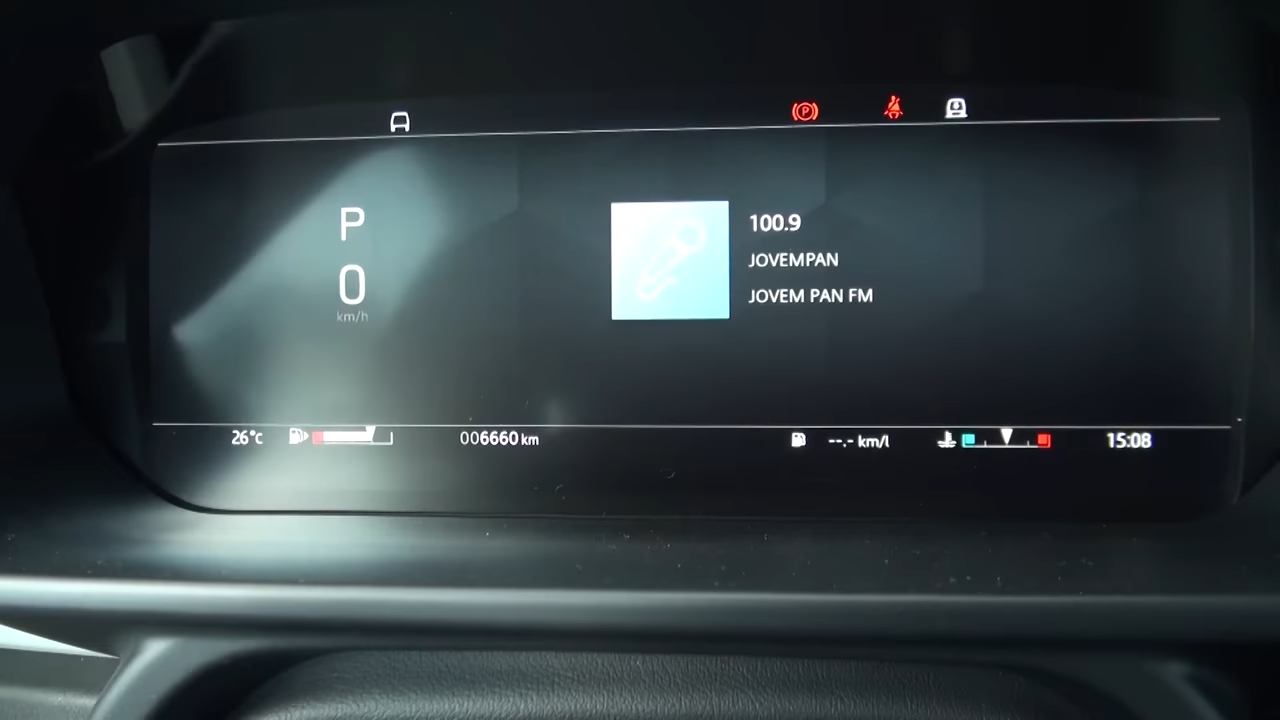 P
0
km/h
100.9
JOVEMPAN
JOVEM PAN FM
26°C
006660 km
--.- km/l
15:08